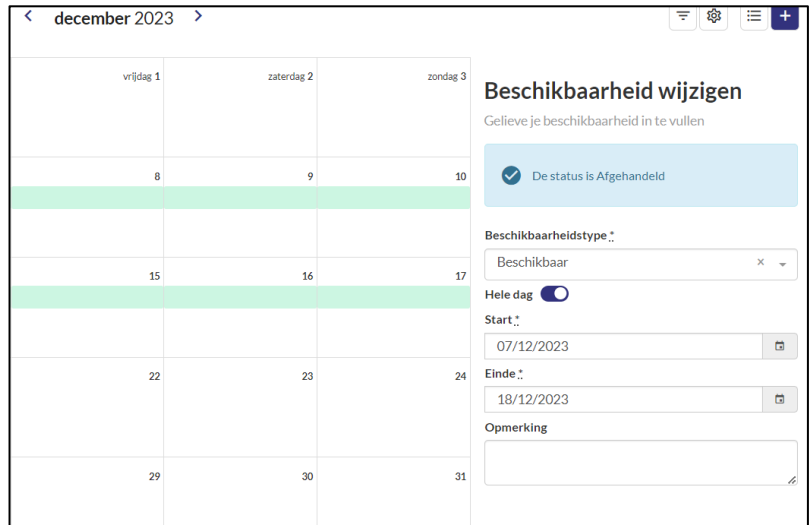 december 2023
vrijdag 1 zaterdag 2 zondag 3
8 9 10
15 16 17
22 23 24
29 30 31
Beschikbaarheid wijzigen
Gelieve je beschikbaarheid in te vullen
De status is Afgehandeld
Beschikbaarheidstype *
Beschikbaar
Hele dag
Start *
07/12/2023
Einde *
18/12/2023
Opmerking